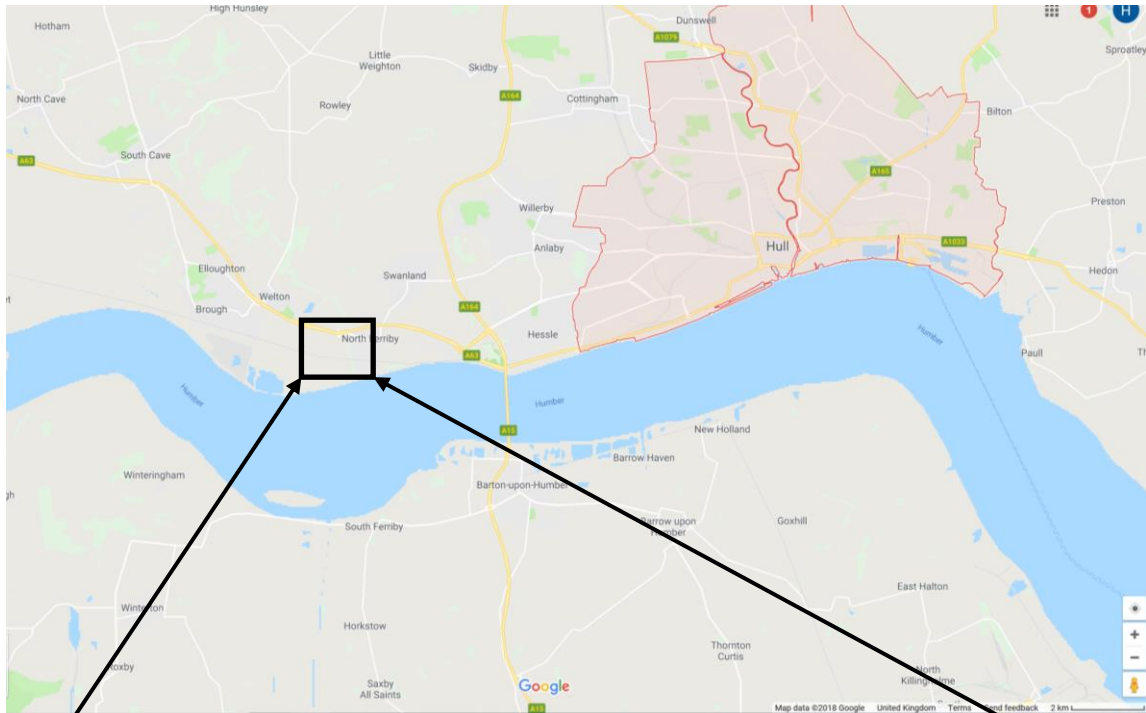 High Hunsley
H
1
Hotham
Dunswell
A1079
Little
Weighton
Sproatley
Skidby
A164
North Cave
Cottingham
Rowley
Bilton
South Cave
A63
A165
Preston
Willerby
Anlaby
Hull
A1033
Elloughton
Swanland
Hedon
Welton
Brough
A164
Hessle
North Ferriby
A63
Humber
Paull
Humber
Humber
New Holland
A15
Barrow Haven
Winteringham
Barton-upon-Humber
South Ferriby
Barrow upon
Humber
Goxhill
East Halton
Winterton
Horkstow
Thornton
Curtis
Saxby
All Saints
North
Killingholme
Google
A15
Map data ©2018 Google United Kingdom Terms Send feedback 2 km